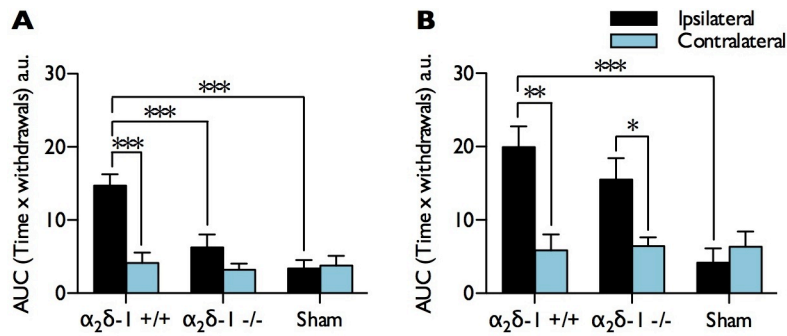 A
B
Ipsilateral
Contralateral
AUC (Time x withdrawals) a.u.
30
20
10
0
***
***
***
α2δ-1 +/+
α2δ-1 -/-
Sham
AUC (Time x withdrawals) a.u.
30
20
10
0
***
**
*
α2δ-1 +/+
α2δ-1 -/-
Sham